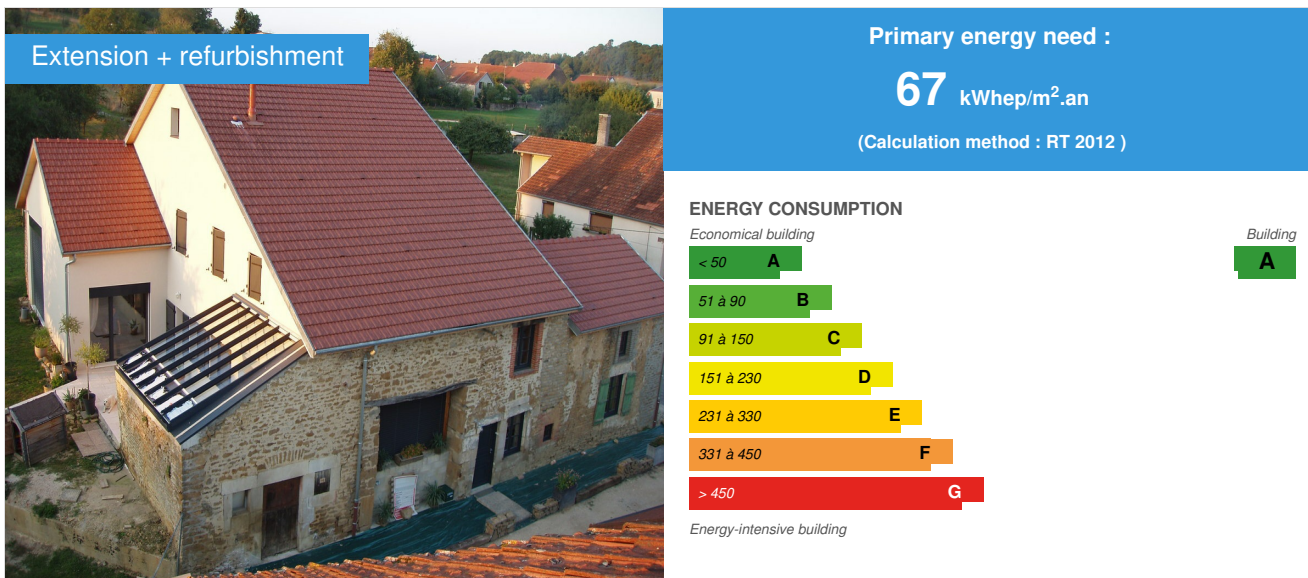 Extension + refurbishment
Primary energy need :
67 kWhep/m².an
(Calculation method : RT 2012 )
ENERGY CONSUMPTION
Economical building
Building
< 50 A
A
51 à 90 B
91 à 150 C
151 à 230 D
231 à 330 E
331 à 450 F
> 450 G
Energy-intensive building